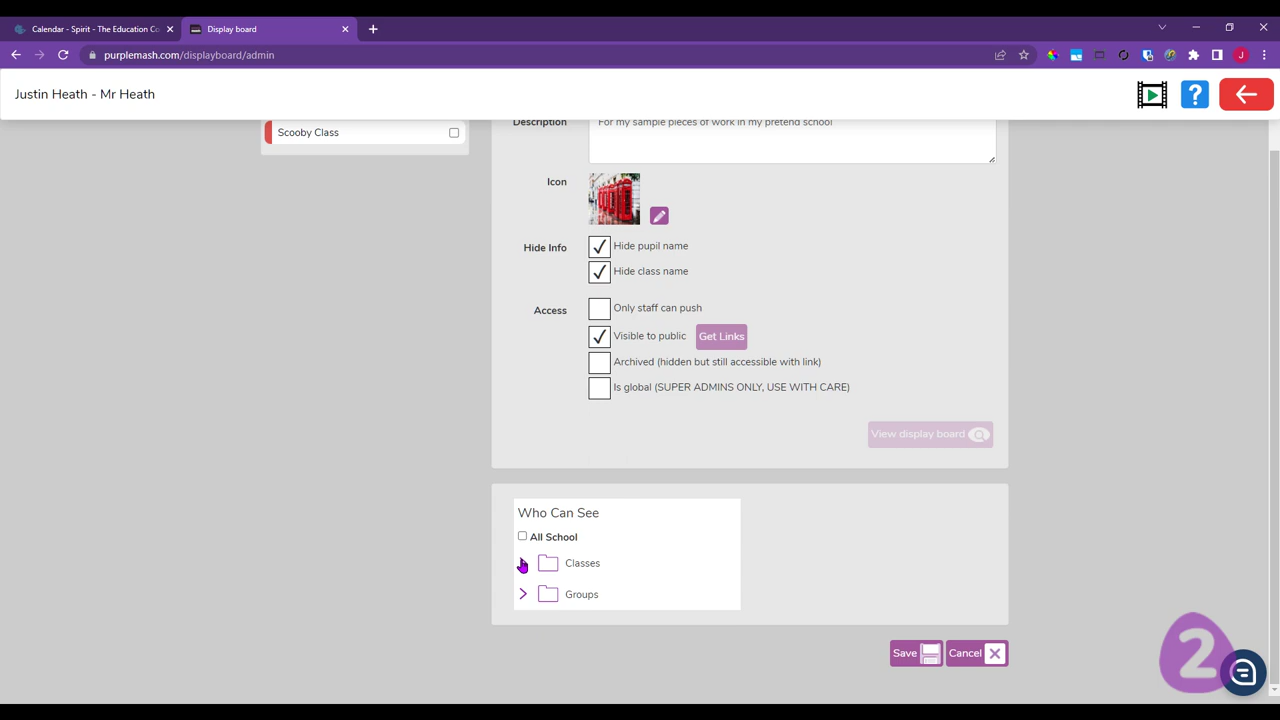 Calendar - Spirit - The Education Co
Display board
purplemash.com/displayboard/admin
J
Justin Heath - Mr Heath
?
Scooby Class
Description
For my sample pieces of work in my pretend school
Icon
Hide Info
Hide pupil name
Hide class name
Access
Only staff can push
Visible to public
Get Links
Archived (hidden but still accessible with link)
Is global (SUPER ADMINS ONLY, USE WITH CARE)
View display board
Who Can See
All School
Classes
Groups
Save
Cancel
2